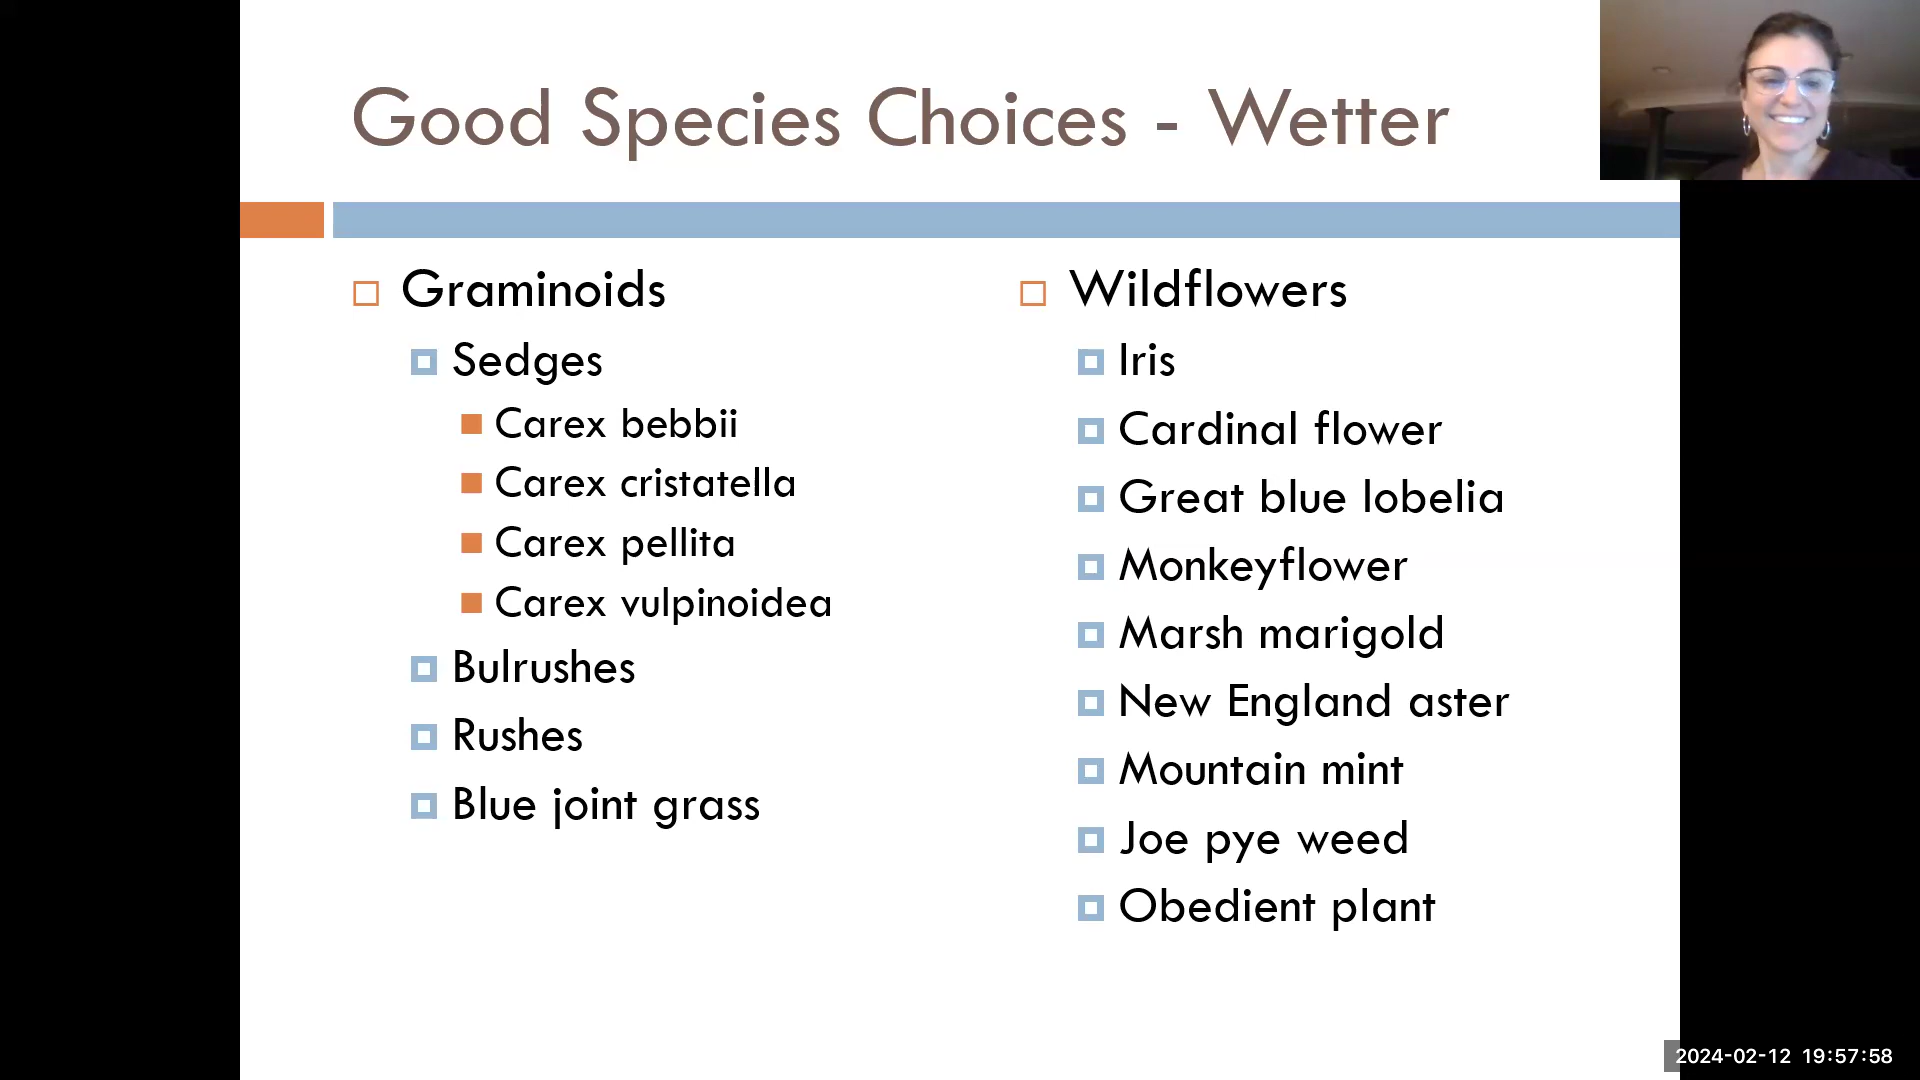 Good Species Choices - Wetter
Graminoids
Sedges
Carex bebbii
Carex cristatella
Carex pellita
Carex vulpinoidea
Bulrushes
Rushes
Blue joint grass
Wildflowers
Iris
Cardinal flower
Great blue lobelia
Monkeyflower
Marsh marigold
New England aster
Mountain mint
Joe pye weed
Obedient plant
2024-02-12 19:57:58